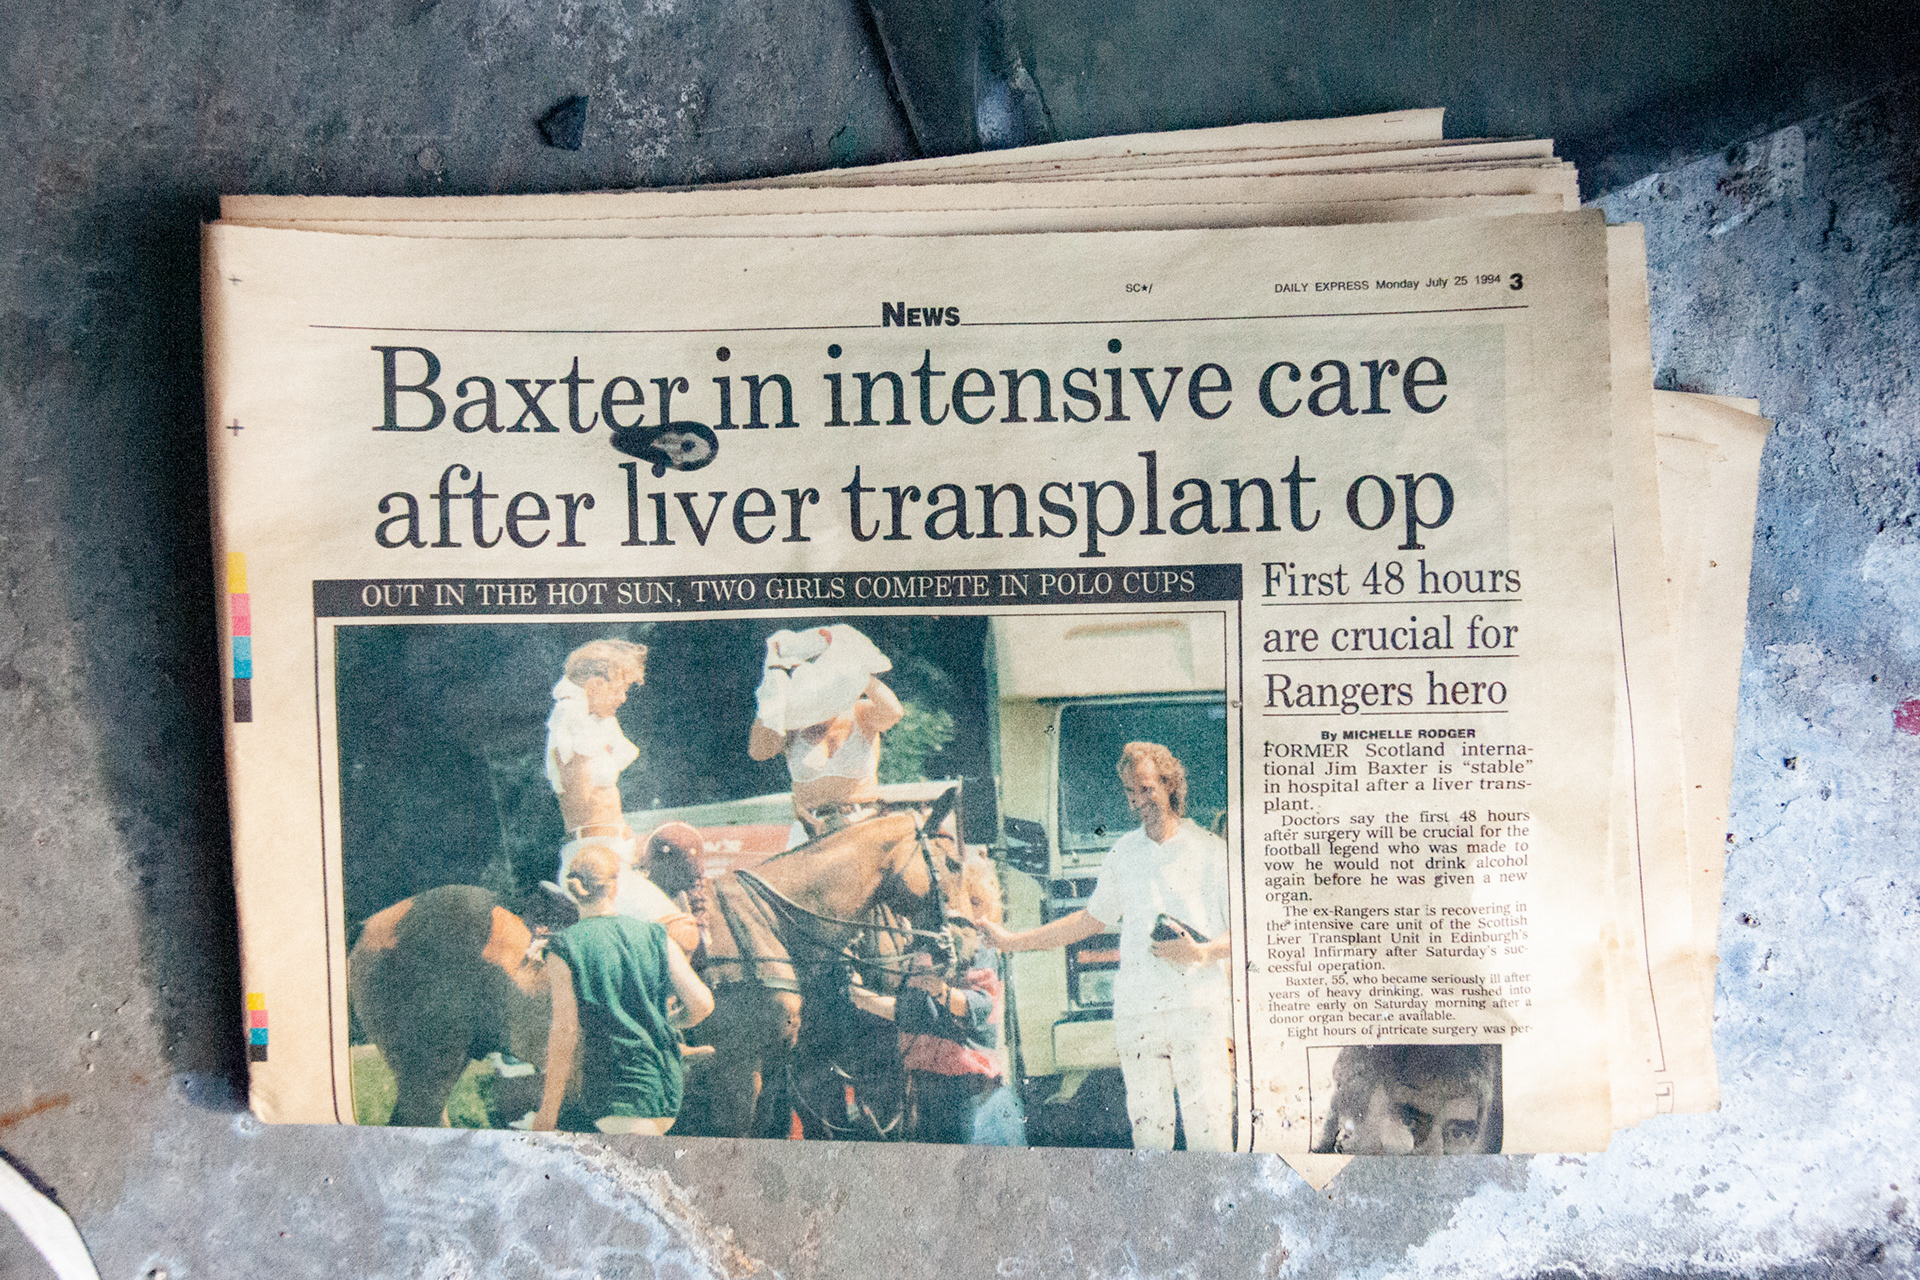 SC★/
DAILY EXPRESS Monday July 25 1994 3
NEWS
Baxter in intensive care
after liver transplant op
OUT IN THE HOT SUN, TWO GIRLS COMPETE IN POLO CUPS
First 48 hours
are crucial for
Rangers hero
By MICHELLE RODGER
FORMER Scotland interna-
tional Jim Baxter is “stable”
in hospital after a liver trans-
plant.
Doctors say the first 48 hours
after surgery will be crucial for the
football legend who was made to
vow he would not drink alcohol
again before he was given a new
organ.
The ex-Rangers star is recovering in
the intensive care unit of the Scottish
Liver Transplant Unit in Edinburgh's
Royal Infirmary after Saturday's suc-
cessful operation.
Baxter, 55, who became seriously ill after
years of heavy drinking, was rushed into
theatre early on Saturday morning after a
donor organ became available.
Eight hours of intricate surgery was per-